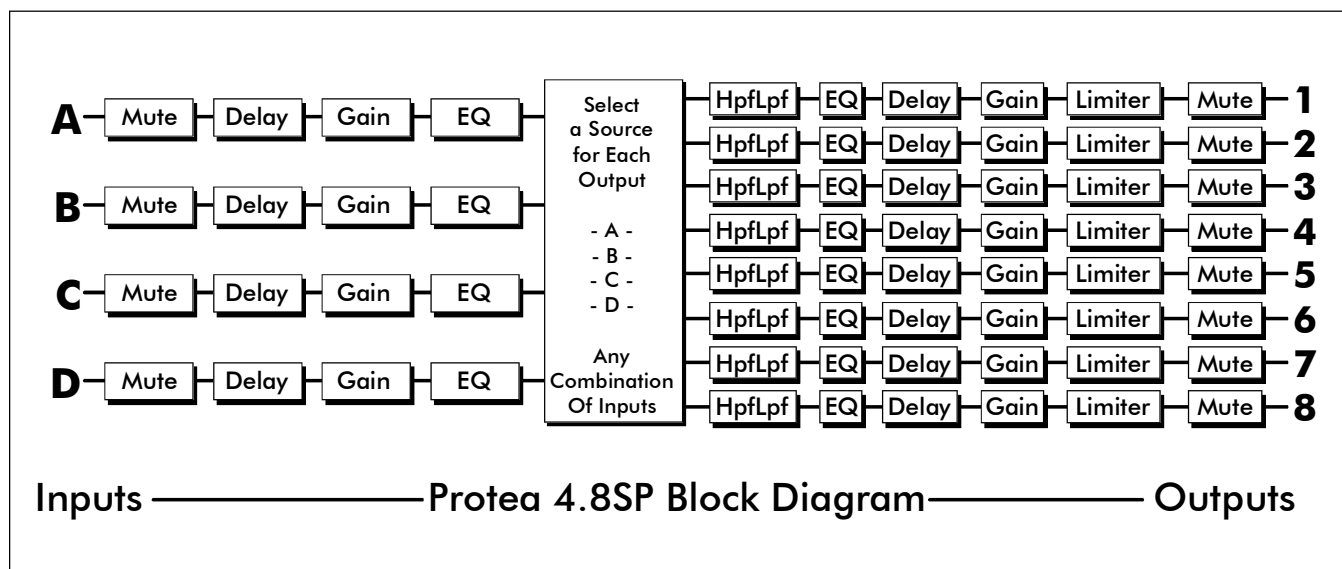 A Mute Delay Gain EQ
B Mute Delay Gain EQ
C Mute Delay Gain EQ
D Mute Delay Gain EQ
Select
a Source
for Each
Output
- A -
- B -
- C -
- D -
Any
Combination
Of Inputs
HpfLpf EQ Delay Gain Limiter Mute 1
HpfLpf EQ Delay Gain Limiter Mute 2
HpfLpf EQ Delay Gain Limiter Mute 3
HpfLpf EQ Delay Gain Limiter Mute 4
HpfLpf EQ Delay Gain Limiter Mute 5
HpfLpf EQ Delay Gain Limiter Mute 6
HpfLpf EQ Delay Gain Limiter Mute 7
HpfLpf EQ Delay Gain Limiter Mute 8
Inputs Protea 4.8SP Block Diagram Outputs